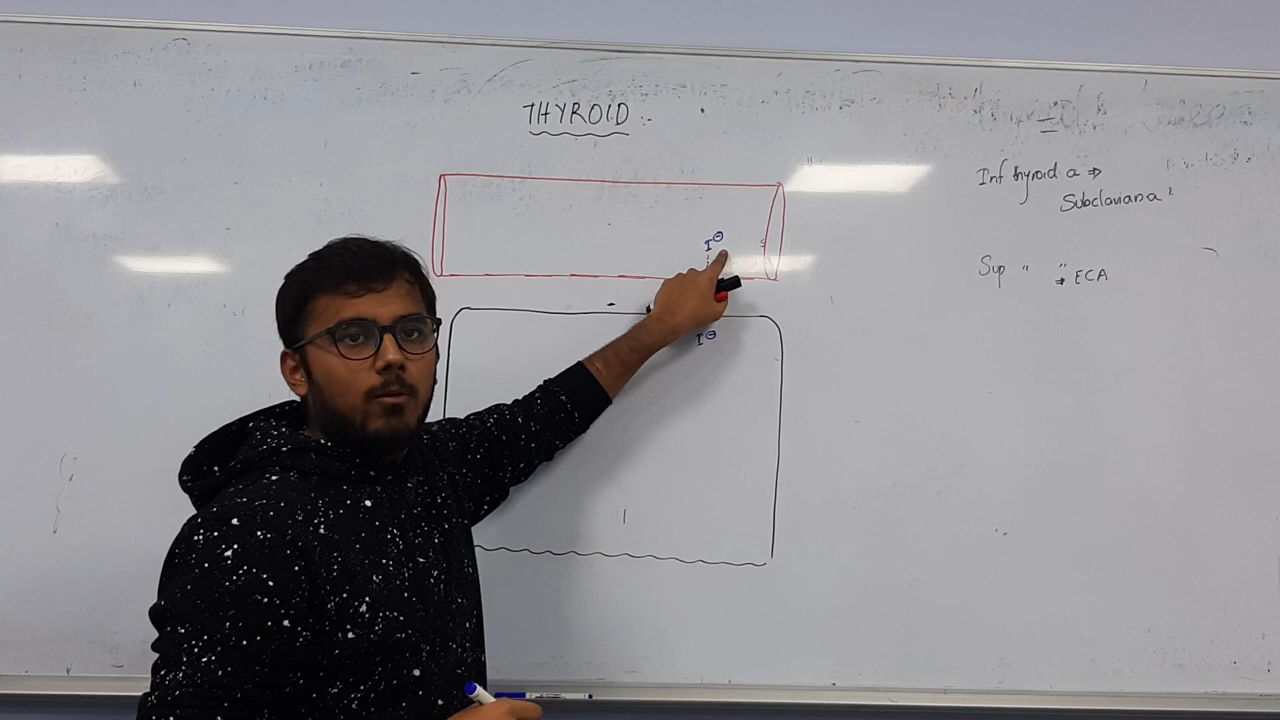 THYROID :-
I⊖
I⊖
Inf thyroid a ⇒
Subclavian a
Sup " " ⇒ ECA